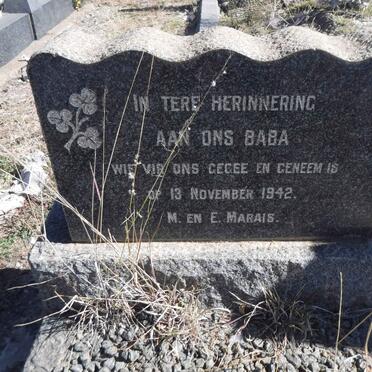 IN TERE HERINNERING
AAN ONS BABA
WIE VIR ONS GEGEE EN GENEEM IS
OP 13 NOVEMBER 1942.
M. EN E. MARAIS.